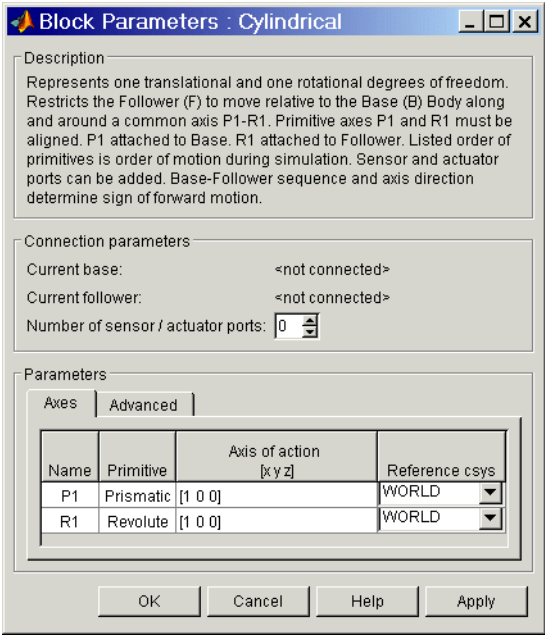 Block Parameters : Cylindrical
Description
Represents one translational and one rotational degrees of freedom.
Restricts the Follower (F) to move relative to the Base (B) Body along
and around a common axis P1-R1. Primitive axes P1 and R1 must be
aligned. P1 attached to Base. R1 attached to Follower. Listed order of
primitives is order of motion during simulation. Sensor and actuator
ports can be added. Base-Follower sequence and axis direction
determine sign of forward motion.
Connection parameters
Current base: <not connected>
Current follower: <not connected>
Number of sensor / actuator ports: 0
Parameters
Axes Advanced
Name Primitive Axis of action [x y z] Reference csys
P1 Prismatic [1 0 0] WORLD
R1 Revolute [1 0 0] WORLD
OK Cancel Help Apply